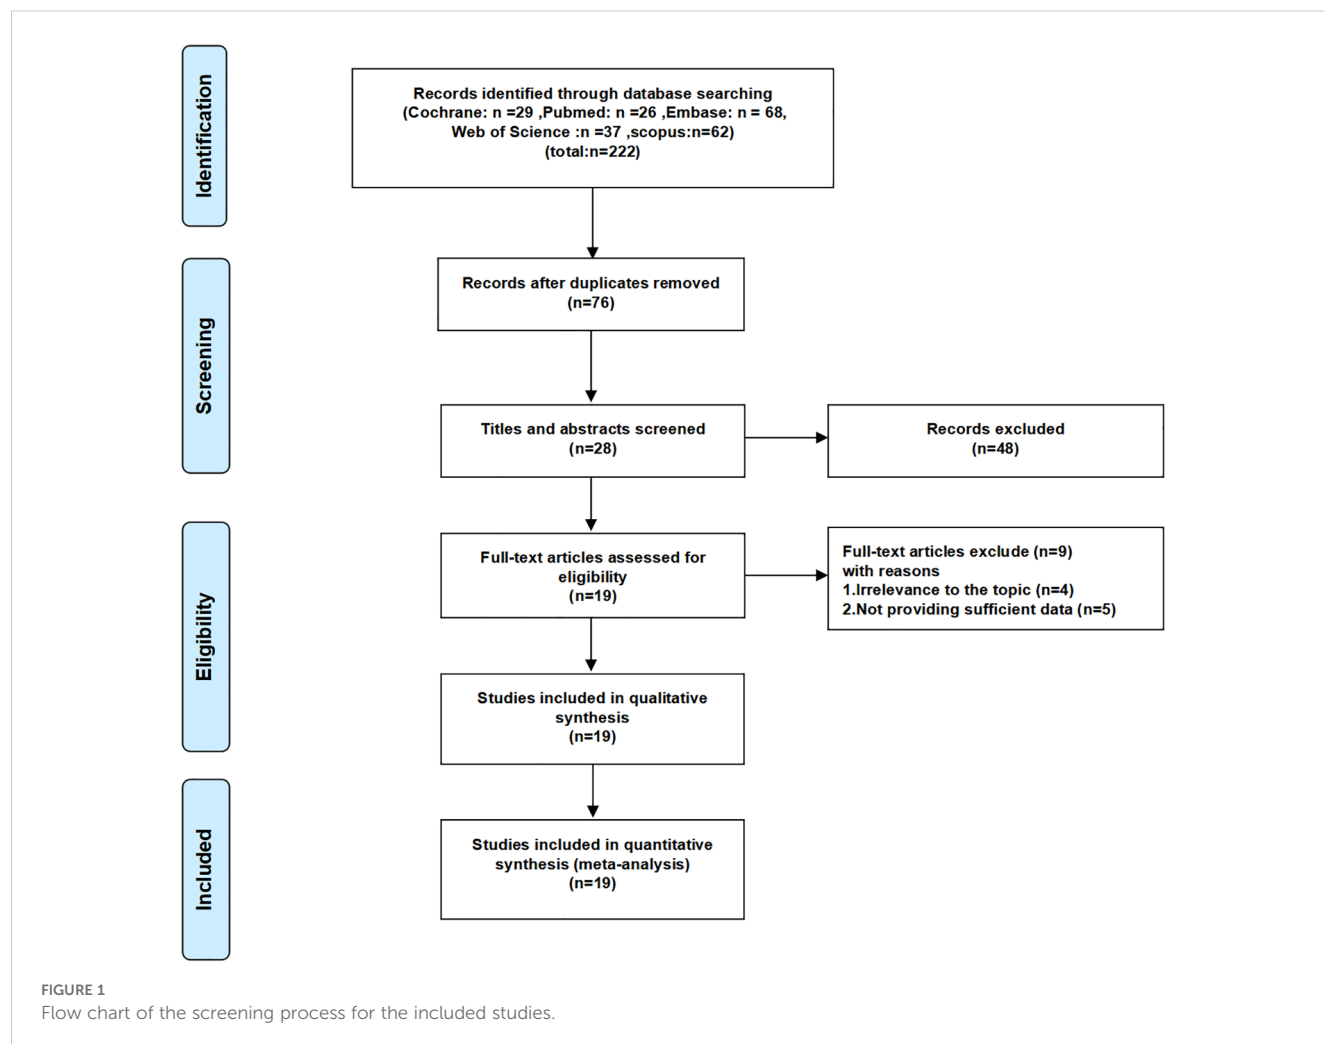 Identification
Records identified through database searching
(Cochrane: n =29 ,Pubmed: n =26 ,Embase: n = 68,
Web of Science :n =37 ,scopus:n=62)
(total:n=222)
Screening
Records after duplicates removed
(n=76)
Titles and abstracts screened
(n=28)
Records excluded
(n=48)
Eligibility
Full-text articles assessed for
eligibility
(n=19)
Full-text articles exclude (n=9)
with reasons
1.Irrelevance to the topic (n=4)
2.Not providing sufficient data (n=5)
Studies included in qualitative
synthesis
(n=19)
Included
Studies included in quantitative
synthesis (meta-analysis)
(n=19)
FIGURE 1
Flow chart of the screening process for the included studies.